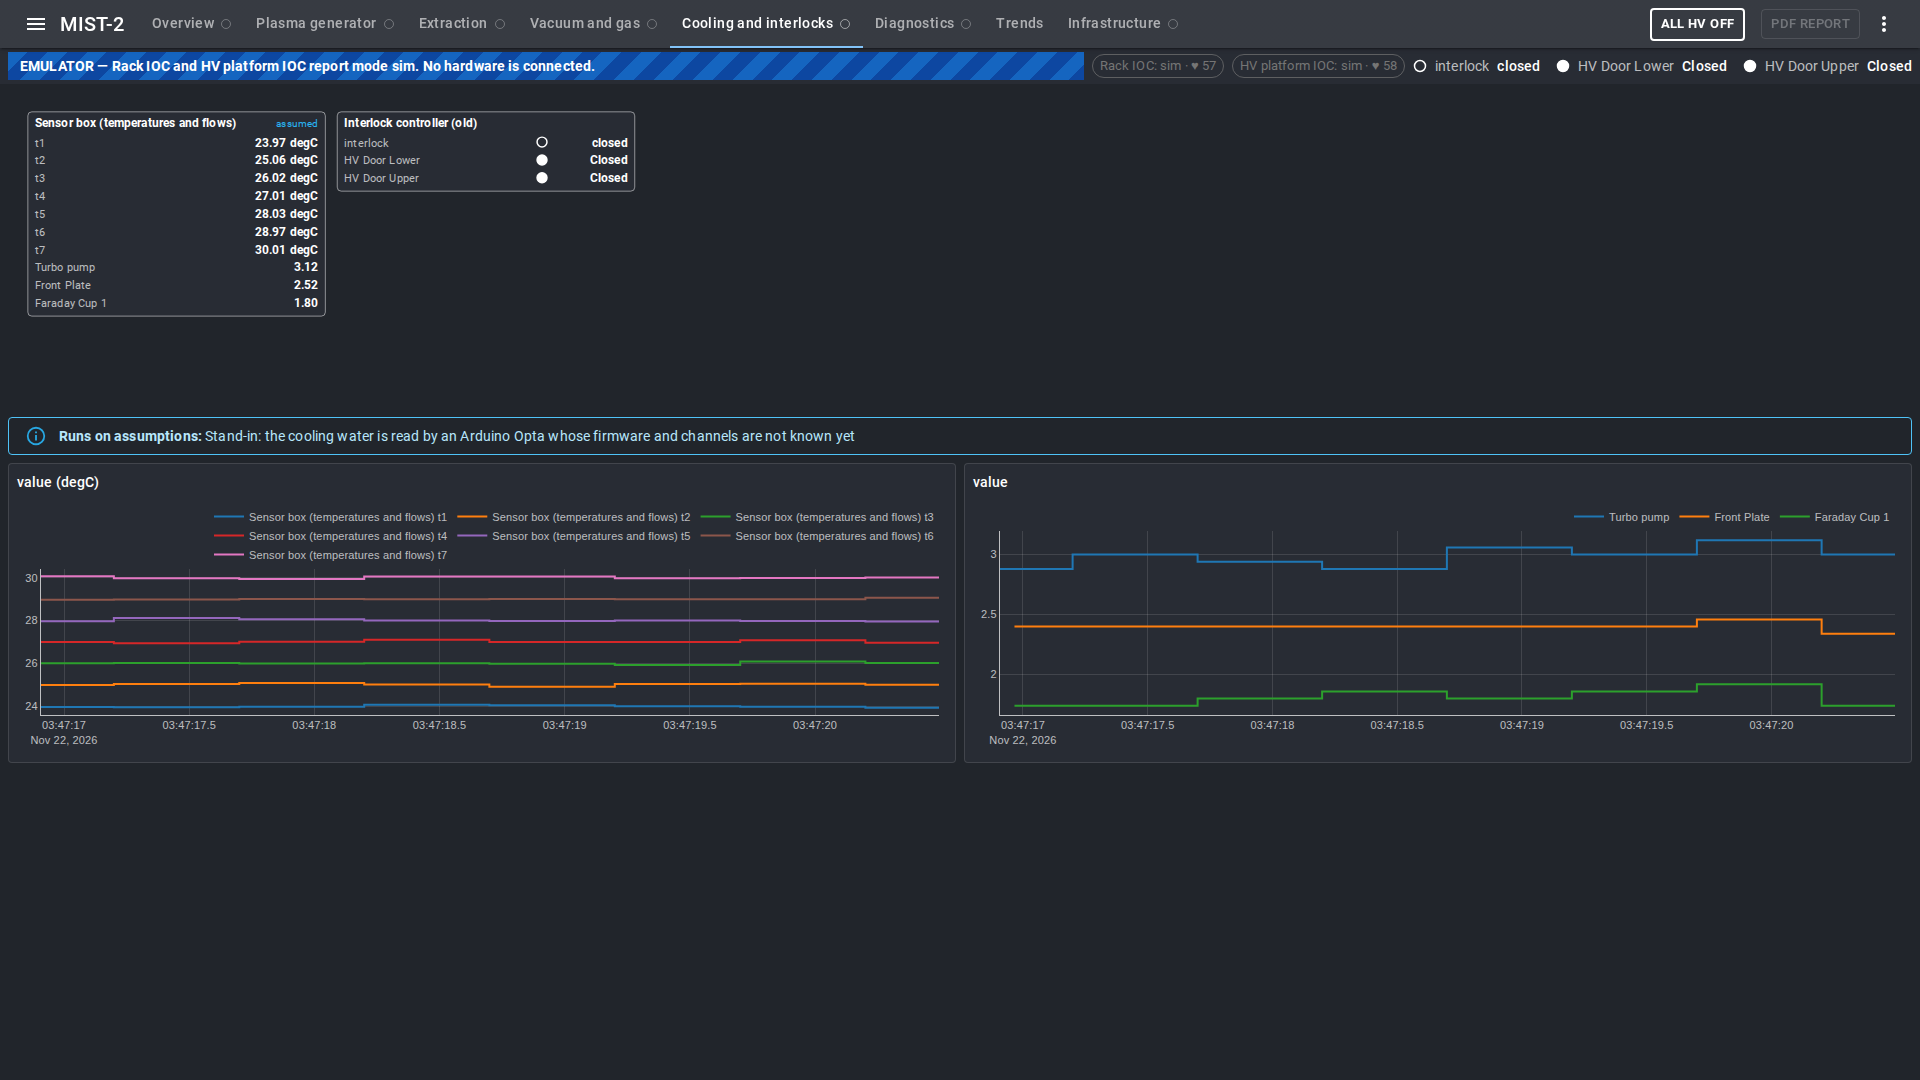 MIST-2 Overview Plasma generator Extraction Vacuum and gas Cooling and interlocks Diagnostics Trends Infrastructure ALL HV OFF PDF REPORT
EMULATOR — Rack IOC and HV platform IOC report mode sim. No hardware is connected. Rack IOC: sim · ♥ 57 HV platform IOC: sim · ♥ 58 interlock closed HV Door Lower Closed HV Door Upper Closed
Sensor box (temperatures and flows) assumed
t1 23.97 degC
t2 25.06 degC
t3 26.02 degC
t4 27.01 degC
t5 28.03 degC
t6 28.97 degC
t7 30.01 degC
Turbo pump 3.12
Front Plate 2.52
Faraday Cup 1 1.80
Interlock controller (old)
interlock closed
HV Door Lower Closed
HV Door Upper Closed
Runs on assumptions: Stand-in: the cooling water is read by an Arduino Opta whose firmware and channels are not known yet
value (degC)
Sensor box (temperatures and flows) t1 Sensor box (temperatures and flows) t2 Sensor box (temperatures and flows) t3
Sensor box (temperatures and flows) t4 Sensor box (temperatures and flows) t5 Sensor box (temperatures and flows) t6
Sensor box (temperatures and flows) t7
30
28
26
24
03:47:17 03:47:17.5 03:47:18 03:47:18.5 03:47:19 03:47:19.5 03:47:20
Nov 22, 2026
value
Turbo pump Front Plate Faraday Cup 1
3
2.5
2
03:47:17 03:47:17.5 03:47:18 03:47:18.5 03:47:19 03:47:19.5 03:47:20
Nov 22, 2026